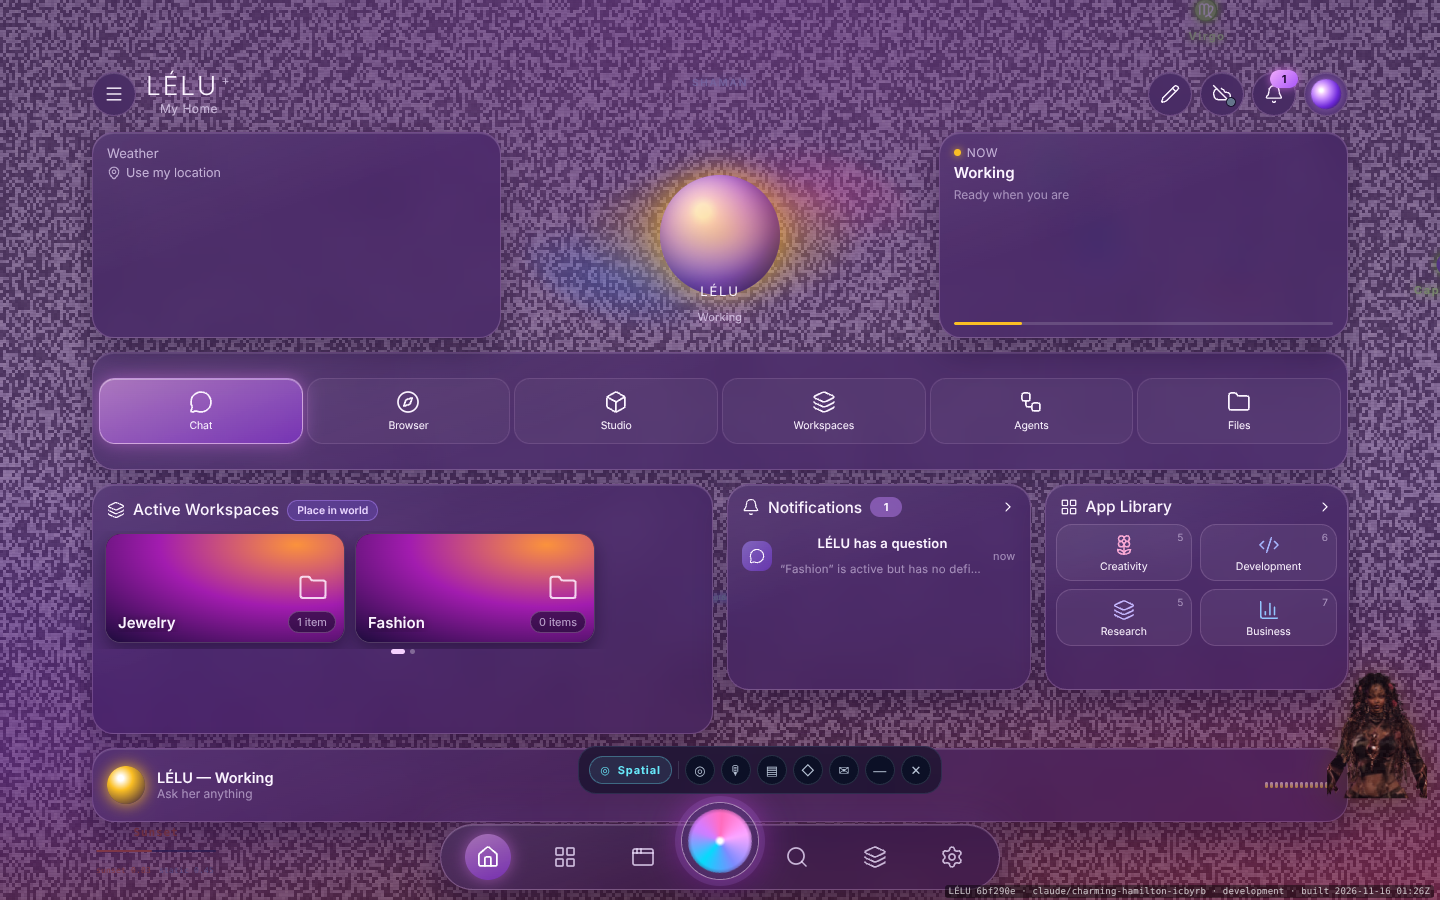 LÉLU+
My Home
1
Weather
Use my location
LÉLU
Working
NOW
Working
Ready when you are
Chat
Browser
Studio
Workspaces
Agents
Files
Active Workspaces
Place in world
Jewelry
1 item
Fashion
0 items
Notifications
1
LÉLU has a question
now
“Fashion” is active but has no defi...
App Library
5
Creativity
6
Development
5
Research
7
Business
LÉLU — Working
Ask her anything
Spatial
LÉLU 6bf290e · claude/charming-hamilton-icbyrb · development · built 2026-11-16 01:26Z